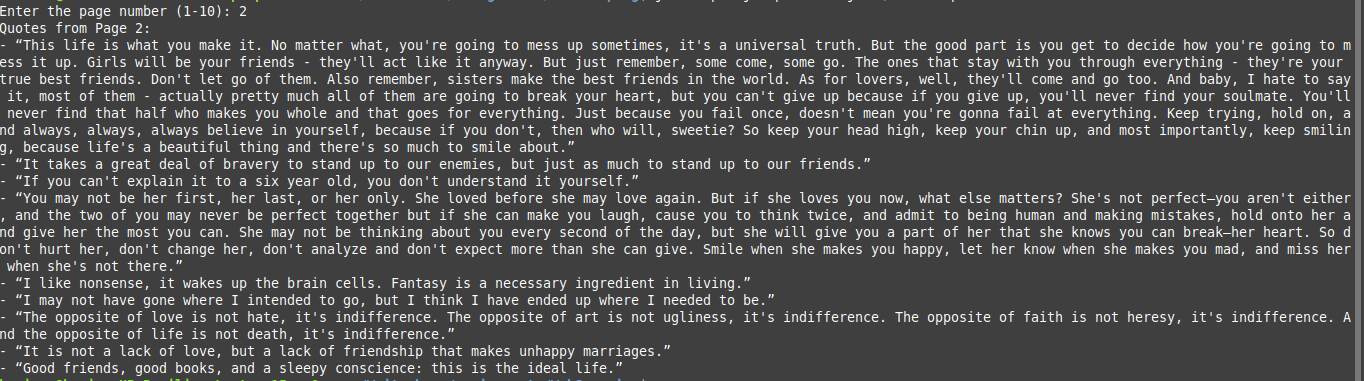 Enter the page number (1-10): 2
Quotes from Page 2:
- “This life is what you make it. No matter what, you're going to mess up sometimes, it's a universal truth. But the good part is you get to decide how you're going to m
ess it up. Girls will be your friends - they'll act like it anyway. But just remember, some come, some go. The ones that stay with you through everything - they're your
true best friends. Don't let go of them. Also remember, sisters make the best friends in the world. As for lovers, well, they'll come and go too. And baby, I hate to say
it, most of them - actually pretty much all of them are going to break your heart, but you can't give up because if you give up, you'll never find your soulmate. You'll
never find that half who makes you whole and that goes for everything. Just because you fail once, doesn't mean you're gonna fail at everything. Keep trying, hold on, a
nd always, always, always believe in yourself, because if you don't, then who will, sweetie? So keep your head high, keep your chin up, and most importantly, keep smilin
g, because life's a beautiful thing and there's so much to smile about.”
- “It takes a great deal of bravery to stand up to our enemies, but just as much to stand up to our friends.”
- “If you can't explain it to a six year old, you don't understand it yourself.”
- “You may not be her first, her last, or her only. She loved before she may love again. But if she loves you now, what else matters? She's not perfect—you aren't either
, and the two of you may never be perfect together but if she can make you laugh, cause you to think twice, and admit to being human and making mistakes, hold onto her a
nd give her the most you can. She may not be thinking about you every second of the day, but she will give you a part of her that she knows you can break—her heart. So d
on't hurt her, don't change her, don't analyze and don't expect more than she can give. Smile when she makes you happy, let her know when she makes you mad, and miss her
when she's not there.”
- “I like nonsense, it wakes up the brain cells. Fantasy is a necessary ingredient in living.”
- “I may not have gone where I intended to go, but I think I have ended up where I needed to be.”
- “The opposite of love is not hate, it's indifference. The opposite of art is not ugliness, it's indifference. The opposite of faith is not heresy, it's indifference. A
nd the opposite of life is not death, it's indifference.”
- “It is not a lack of love, but a lack of friendship that makes unhappy marriages.”
- “Good friends, good books, and a sleepy conscience: this is the ideal life.”